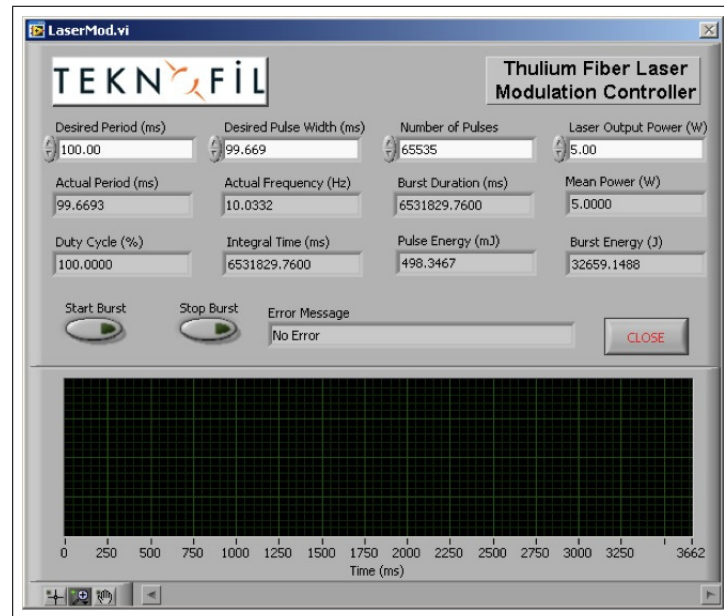 LaserMod.vi
TEKNOFİL
Thulium Fiber Laser
Modulation Controller
Desired Period (ms)
Desired Pulse Width (ms)
Number of Pulses
Laser Output Power (W)
100.00
99.669
65535
5.00
Actual Period (ms)
Actual Frequency (Hz)
Burst Duration (ms)
Mean Power (W)
99.6693
10.0332
6531829.7600
5.0000
Duty Cycle (%)
Integral Time (ms)
Pulse Energy (mJ)
Burst Energy (J)
100.0000
6531829.7600
498.3467
32659.1488
Start Burst
Stop Burst
Error Message
No Error
CLOSE
0 250 500 750 1000 1250 1500 1750 2000 2250 2500 2750 3000 3250 3662
Time (ms)